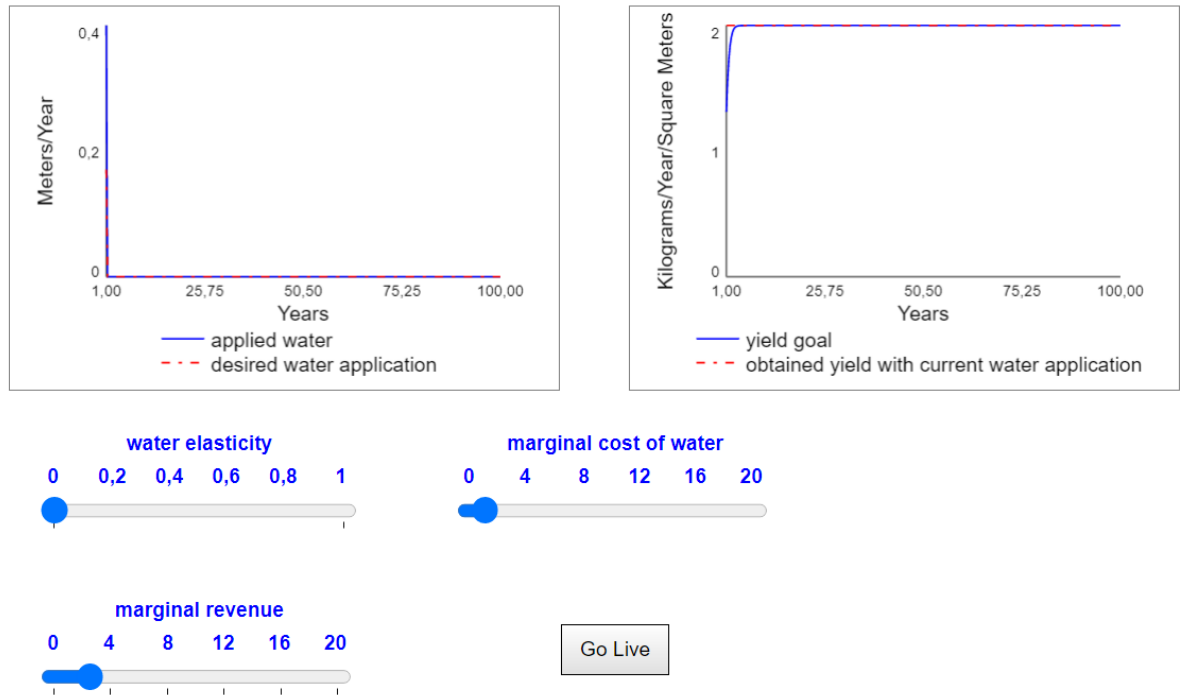 Meters/Year
0,4
0,2
0
1,00 25,75 50,50 75,25 100,00
Years
applied water
desired water application
Kilograms/Year/Square Meters
2
1
0
1,00 25,75 50,50 75,25 100,00
Years
yield goal
obtained yield with current water application
water elasticity
0 0,2 0,4 0,6 0,8 1
marginal cost of water
0 4 8 12 16 20
marginal revenue
0 4 8 12 16 20
Go Live